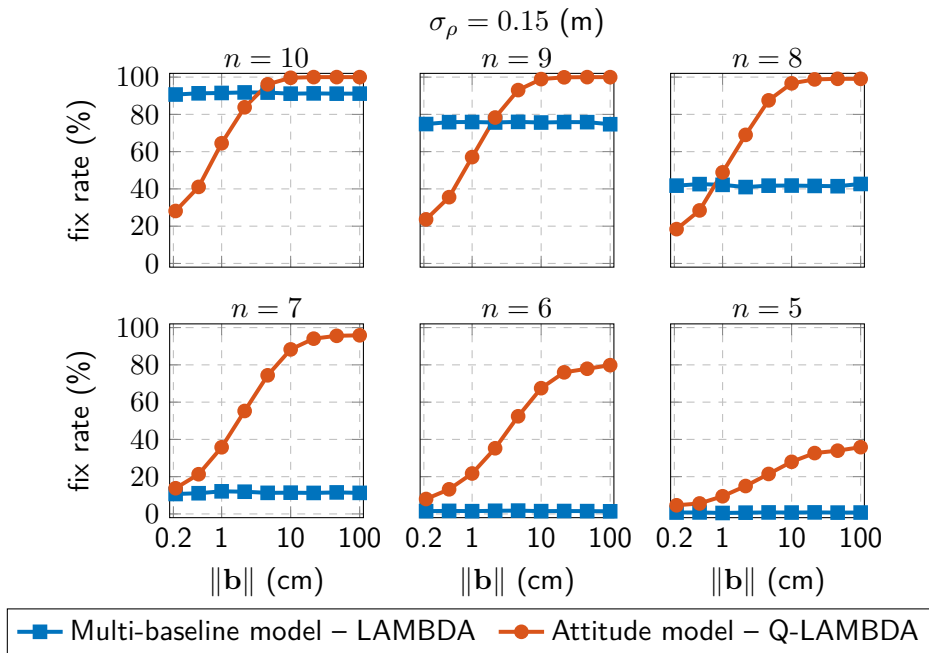 σρ = 0.15 (m)
n = 10 n = 9 n = 8
fix rate (%)
100
80
60
40
20
0
n = 7 n = 6 n = 5
fix rate (%)
100
80
60
40
20
0
0.2 1 10 100 0.2 1 10 100 0.2 1 10 100
∥b∥ (cm) ∥b∥ (cm) ∥b∥ (cm)
Multi-baseline model – LAMBDA Attitude model – Q-LAMBDA